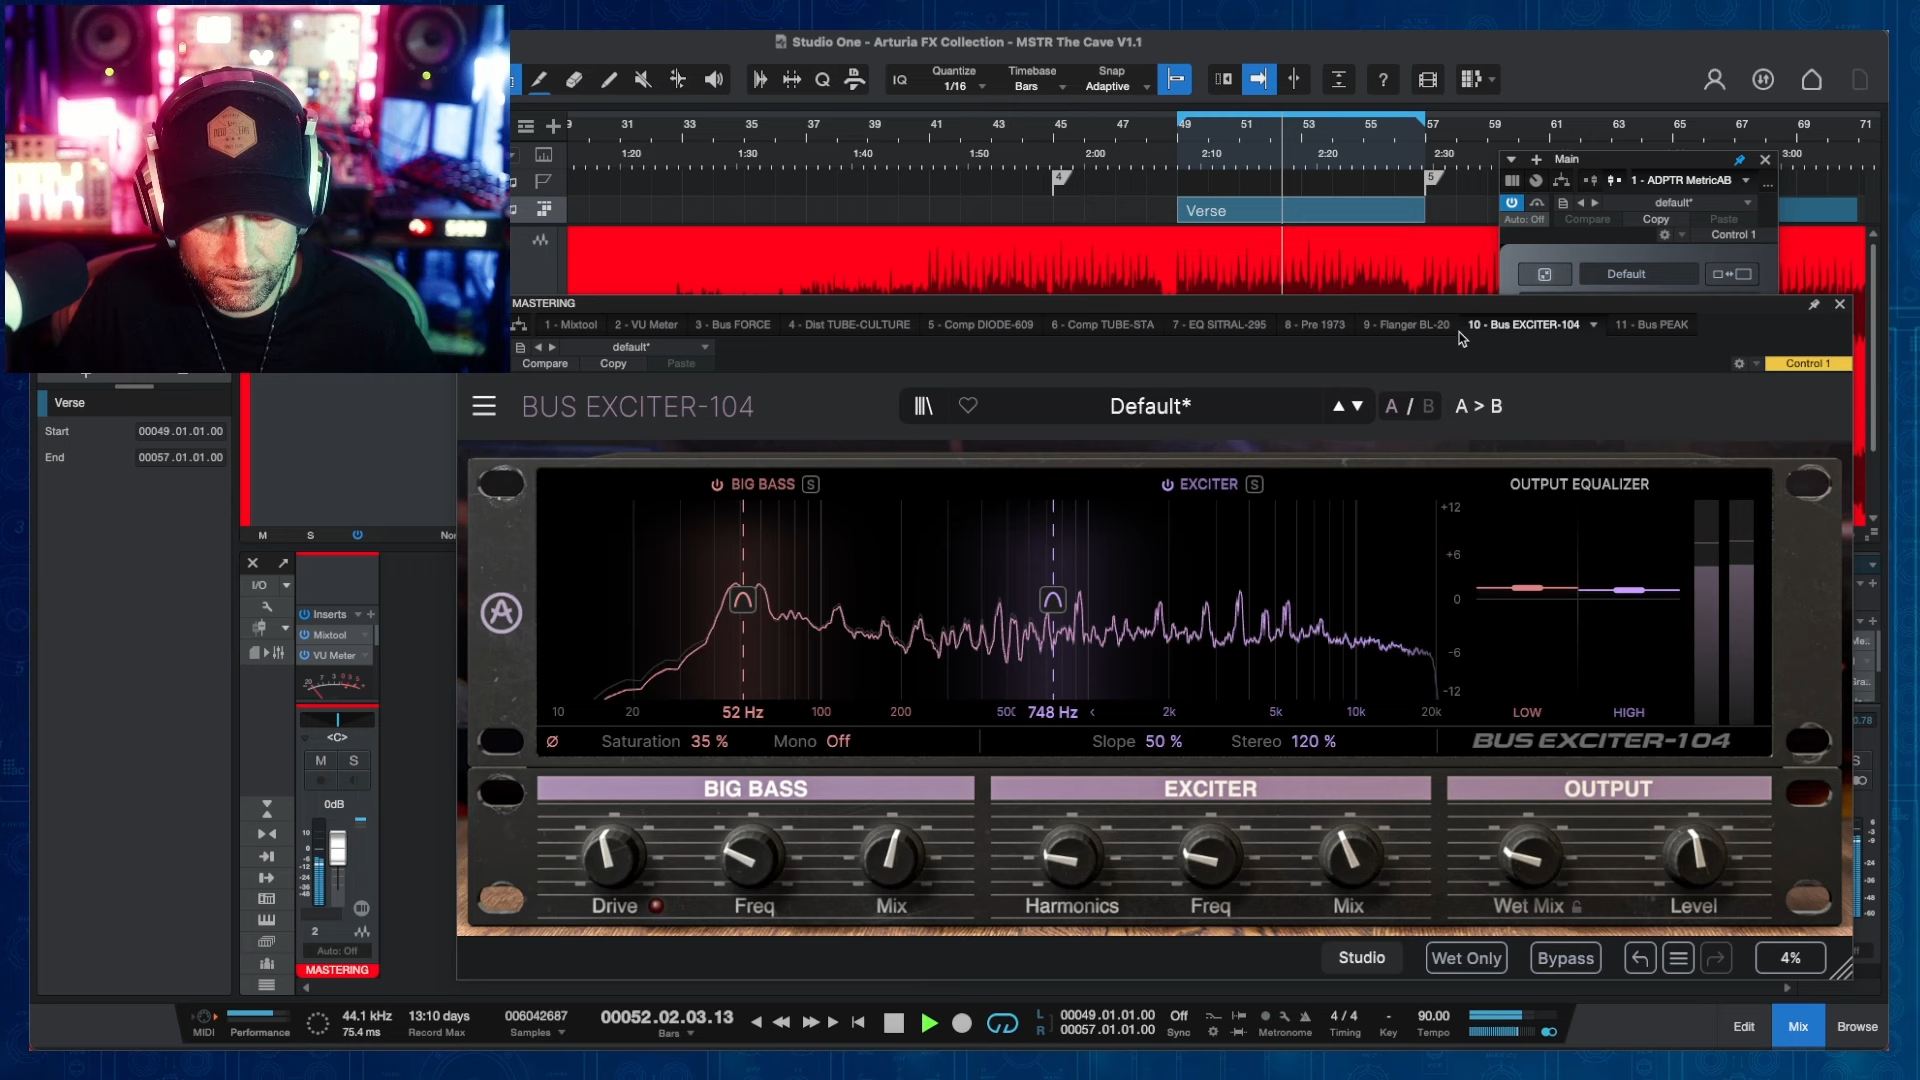 Studio One - Arturia FX Collection - MSTR The Cave V1.1
IQ
Quantize
1/16
Timebase
Bars
Snap
Adaptive
31 33 35 37 39 41 43 45 47 49 51 53 55 57 59 61 63 65 67 69 71
1:20 1:30 1:40 1:50 2:00 2:10 2:20 2:30 3:00
4 5
Verse
Main
1 - ADPTR MetricAB
default*
Auto: Off Compare Copy Paste
Control 1
Default
MASTERING
1 - Mixtool 2 - VU Meter 3 - Bus FORCE 4 - Dist TUBE-CULTURE 5 - Comp DIODE-609 6 - Comp TUBE-STA 7 - EQ SITRAL-295 8 - Pre 1973 9 - Flanger BL-20 10 - Bus EXCITER-104 11 - Bus PEAK
default*
Compare Copy Paste
Control 1
BUS EXCITER-104
Default*
A / B A > B
Verse
Start 00049.01.01.00
End 00057.01.01.00
BIG BASS S
EXCITER S
OUTPUT EQUALIZER
+12
+6
0
-6
-12
10 20 52 Hz 100 200 748 Hz 2k 5k 10k 20k
LOW HIGH
Ø Saturation 35 % Mono Off Slope 50 % Stereo 120 %
BUS EXCITER-104
BIG BASS EXCITER OUTPUT
Drive Freq Mix Harmonics Freq Mix Wet Mix Level
Studio Wet Only Bypass 4%
M S
I/O
Inserts
Mixtool
VU Meter
<C>
M S
0dB
2
Auto: Off
MASTERING
MIDI
Performance
44.1 kHz
75.4 ms
13:10 days
Record Max
006042687
Samples
00052.02.03.13
Bars
L 00049.01.01.00
R 00057.01.01.00
Off
Sync
Metronome
4 / 4
Timing
-
Key
90.00
Tempo
Edit Mix Browse